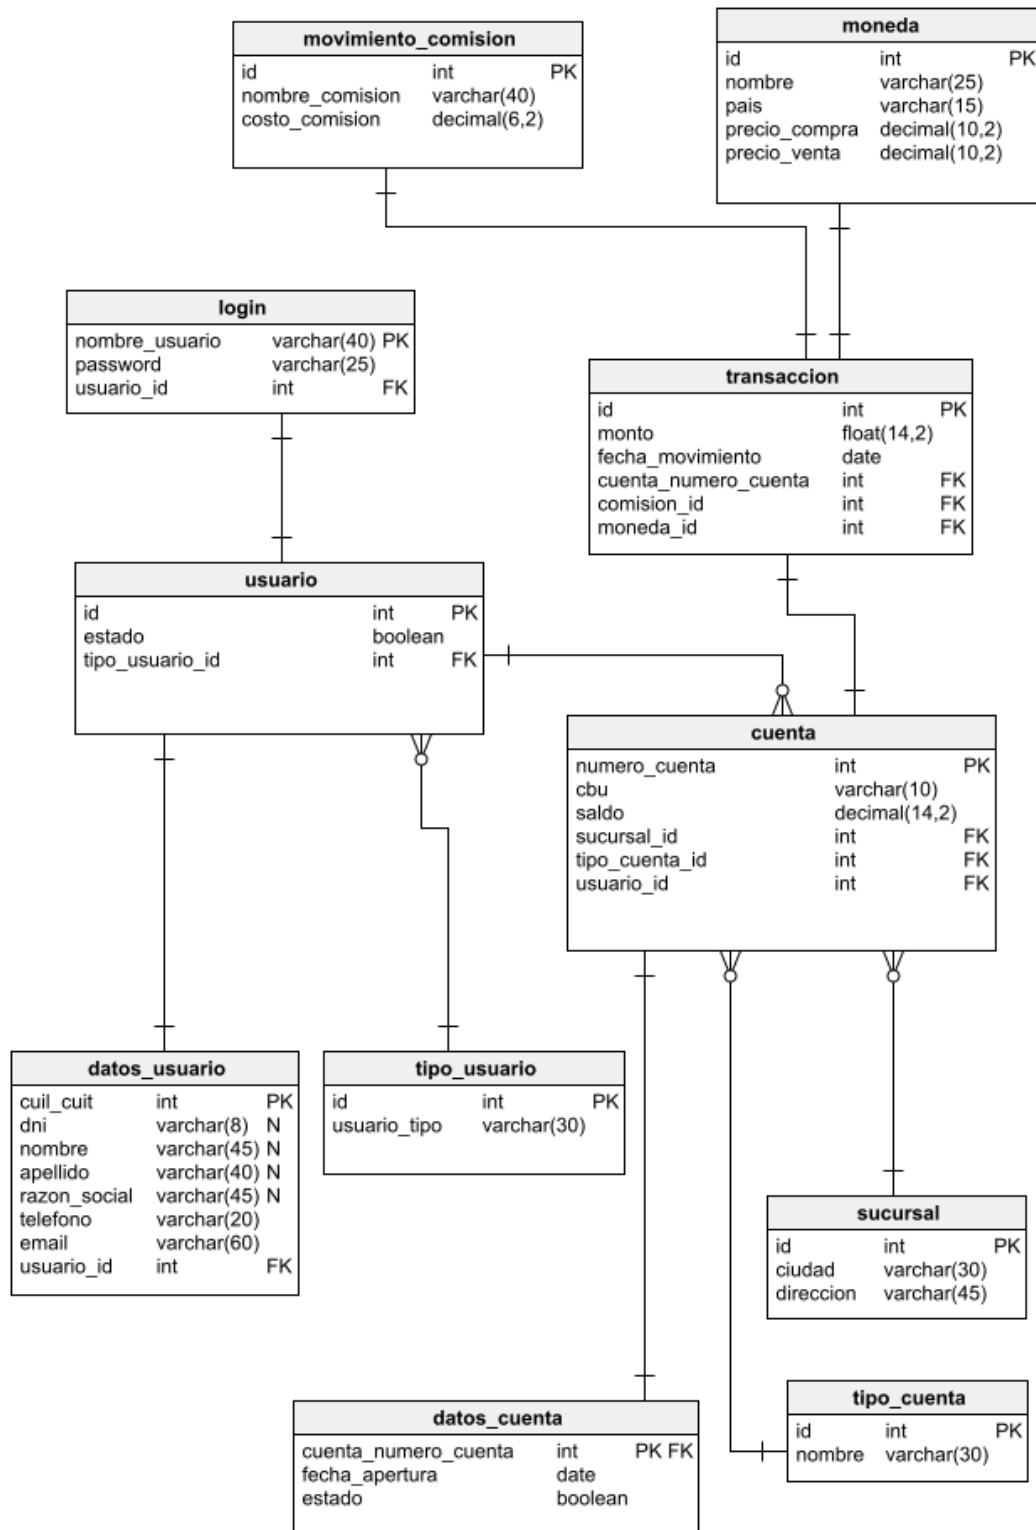 movimiento_comision
id int PK
nombre_comision varchar(40)
costo_comision decimal(6,2)
moneda
id int PK
nombre varchar(25)
pais varchar(15)
precio_compra decimal(10,2)
precio_venta decimal(10,2)
login
nombre_usuario varchar(40) PK
password varchar(25)
usuario_id int FK
transaccion
id int PK
monto float(14,2)
fecha_movimiento date
cuenta_numero_cuenta int FK
comision_id int FK
moneda_id int FK
usuario
id int PK
estado boolean
tipo_usuario_id int FK
cuenta
numero_cuenta int PK
cbu varchar(10)
saldo decimal(14,2)
sucursal_id int FK
tipo_cuenta_id int FK
usuario_id int FK
datos_usuario
cuil_cuit int PK
dni varchar(8) N
nombre varchar(45) N
apellido varchar(40) N
razon_social varchar(45) N
telefono varchar(20)
email varchar(60)
usuario_id int FK
tipo_usuario
id int PK
usuario_tipo varchar(30)
sucursal
id int PK
ciudad varchar(30)
direccion varchar(45)
tipo_cuenta
id int PK
nombre varchar(30)
datos_cuenta
cuenta_numero_cuenta int PK FK
fecha_apertura date
estado boolean